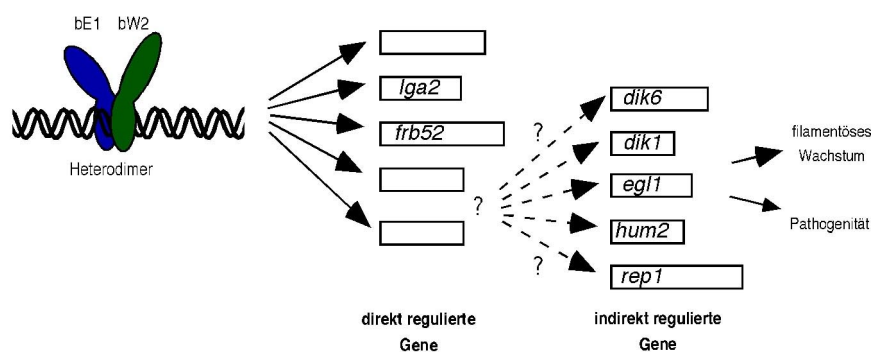 bE1 bW2
Heterodimer
lga2
frb52
?
direkt regulierte
Gene
?
?
dik6
dik1
egl1
hum2
rep1
indirekt regulierte
Gene
filamentöses
Wachstum
Pathogenität